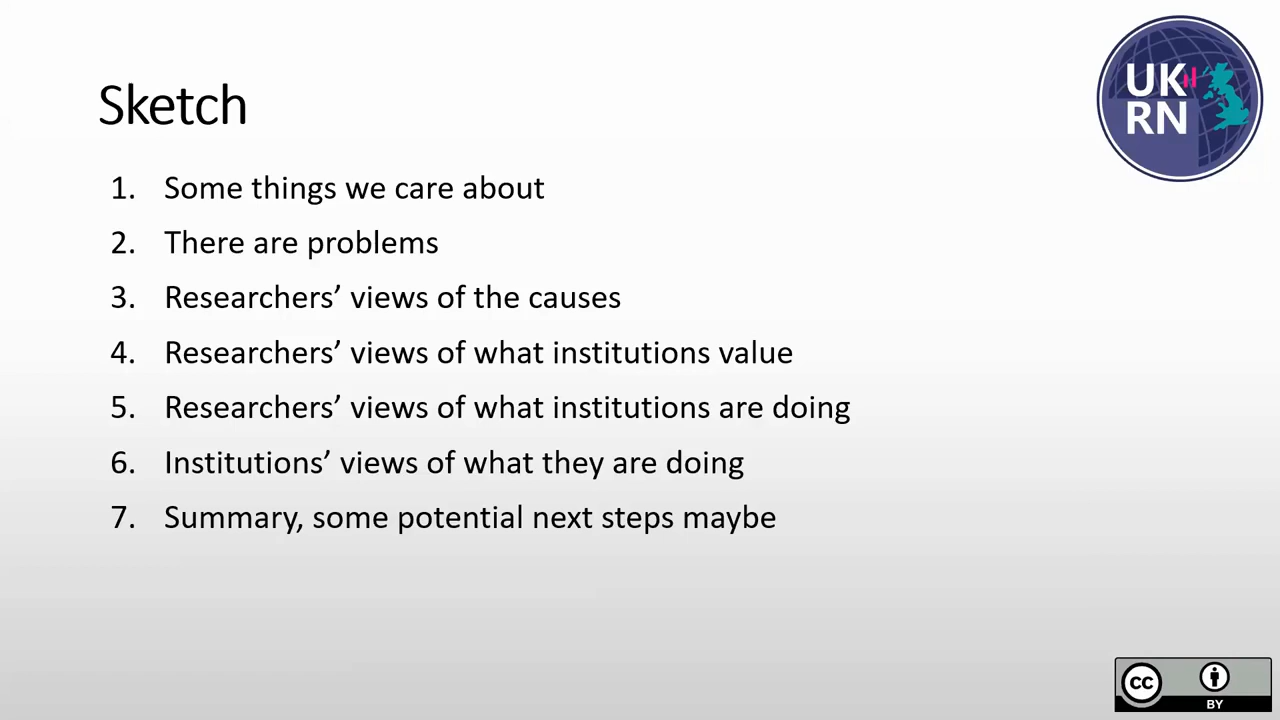 UK
RN
Sketch
1. Some things we care about
2. There are problems
3. Researchers’ views of the causes
4. Researchers’ views of what institutions value
5. Researchers’ views of what institutions are doing
6. Institutions’ views of what they are doing
7. Summary, some potential next steps maybe
CC
BY